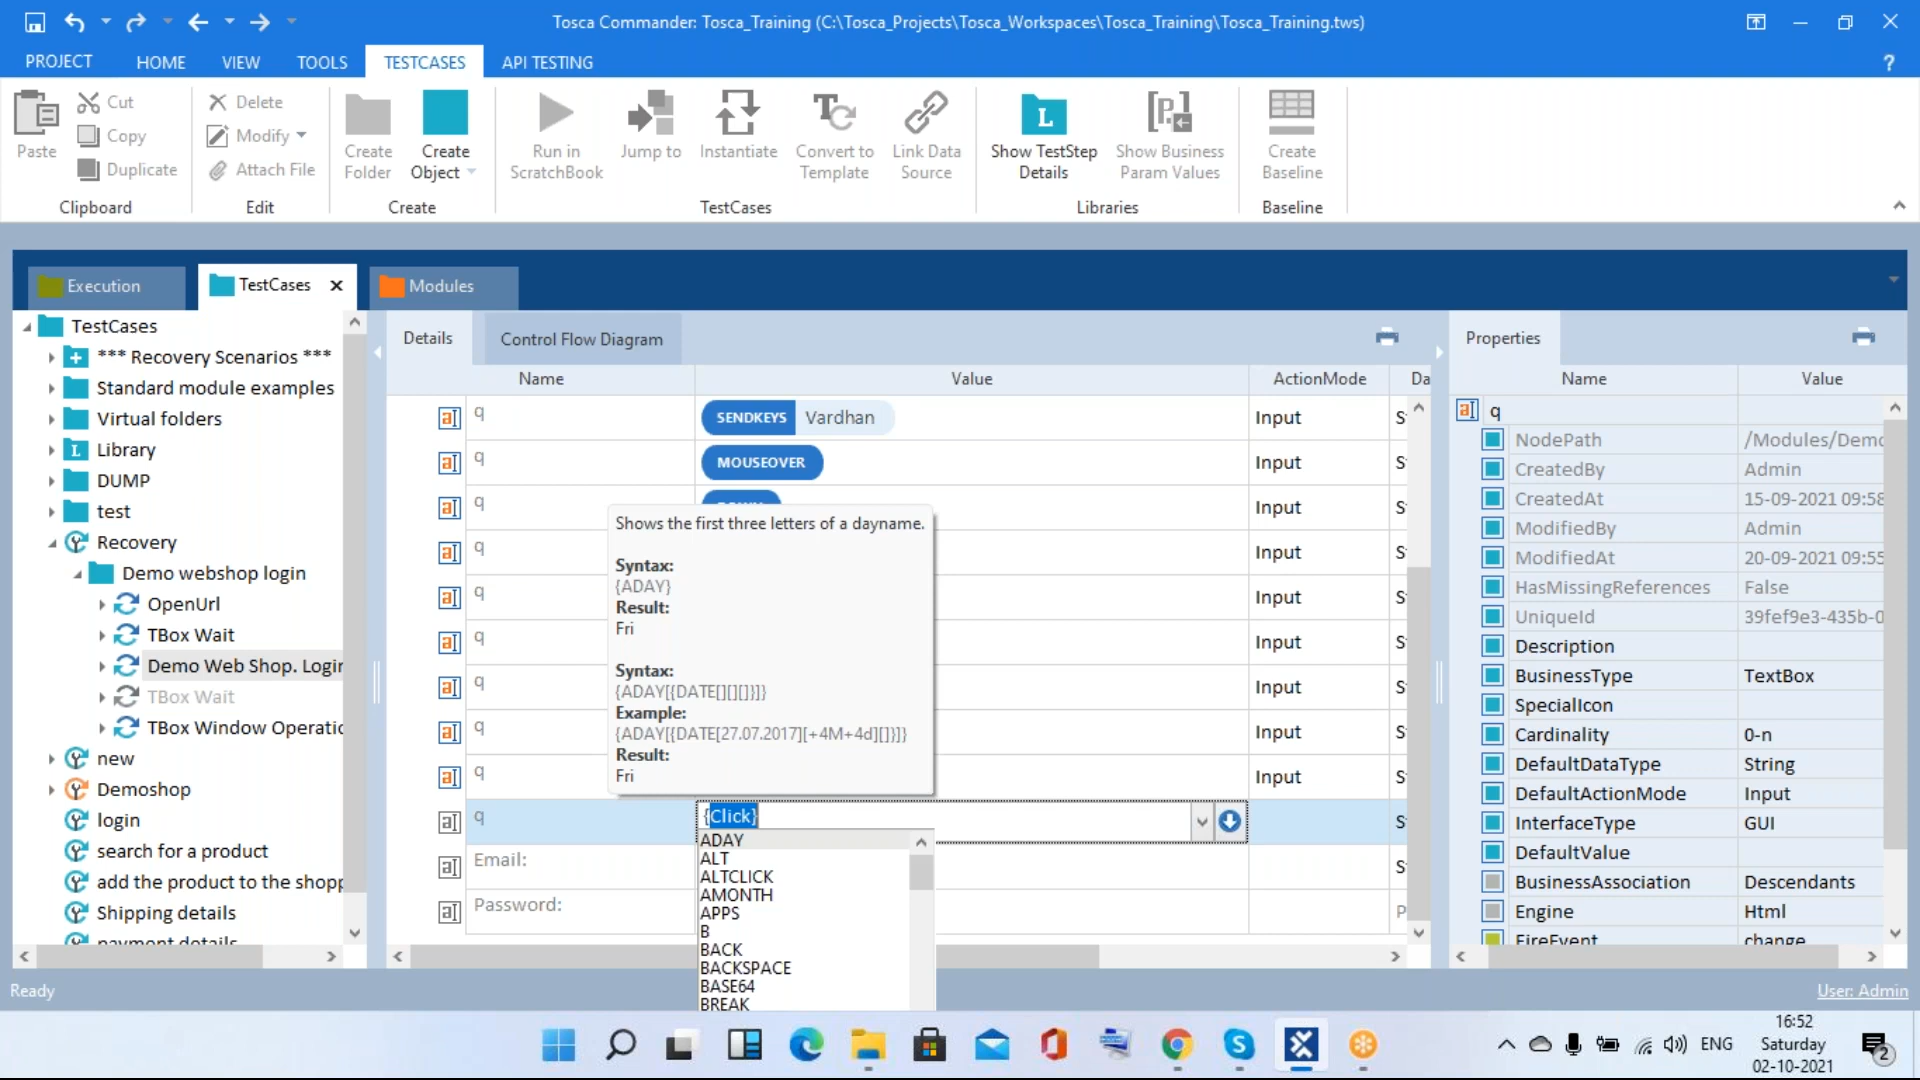 Tosca Commander: Tosca_Training (C:\Tosca_Projects\Tosca_Workspaces\Tosca_Training\Tosca_Training.tws)
PROJECT HOME VIEW TOOLS TESTCASES API TESTING ?
Paste
Cut
Copy
Duplicate
Clipboard
Delete
Modify
Attach File
Edit
Create Folder
Create Object
Create
Run in ScratchBook
Jump to
Instantiate
Convert to Template
Link Data Source
TestCases
Show TestStep Details
Show Business Param Values
Libraries
Create Baseline
Baseline
Execution TestCases Modules
TestCases
*** Recovery Scenarios ***
Standard module examples
Virtual folders
L Library
DUMP
test
Recovery
Demo webshop login
OpenUrl
TBox Wait
Demo Web Shop. Login
TBox Wait
TBox Window Operatio
new
Demoshop
login
search for a product
add the product to the shopp
Shipping details
payment details
Details Control Flow Diagram
Name Value ActionMode Da
q SENDKEYS Vardhan Input S
q MOUSEOVER Input S
q Input S
q Input S
q Input S
q Input S
q Input S
q Input S
q Input S
q {Click} S
Email: S
Password: P
Shows the first three letters of a dayname.
Syntax:
{ADAY}
Result:
Fri
Syntax:
{ADAY[{DATE[][][]}]}
Example:
{ADAY[{DATE[27.07.2017][+4M+4d][]}]}
Result:
Fri
ADAY
ALT
ALTCLICK
AMONTH
APPS
B
BACK
BACKSPACE
BASE64
BREAK
Properties
Name Value
q
NodePath /Modules/Demo
CreatedBy Admin
CreatedAt 15-09-2021 09:58
ModifiedBy Admin
ModifiedAt 20-09-2021 09:55
HasMissingReferences False
UniqueId 39fef9e3-435b-0
Description
BusinessType TextBox
SpecialIcon
Cardinality 0-n
DefaultDataType String
DefaultActionMode Input
InterfaceType GUI
DefaultValue
BusinessAssociation Descendants
Engine Html
FireEvent change
Ready User: Admin
ENG
16:52
Saturday
02-10-2021
2